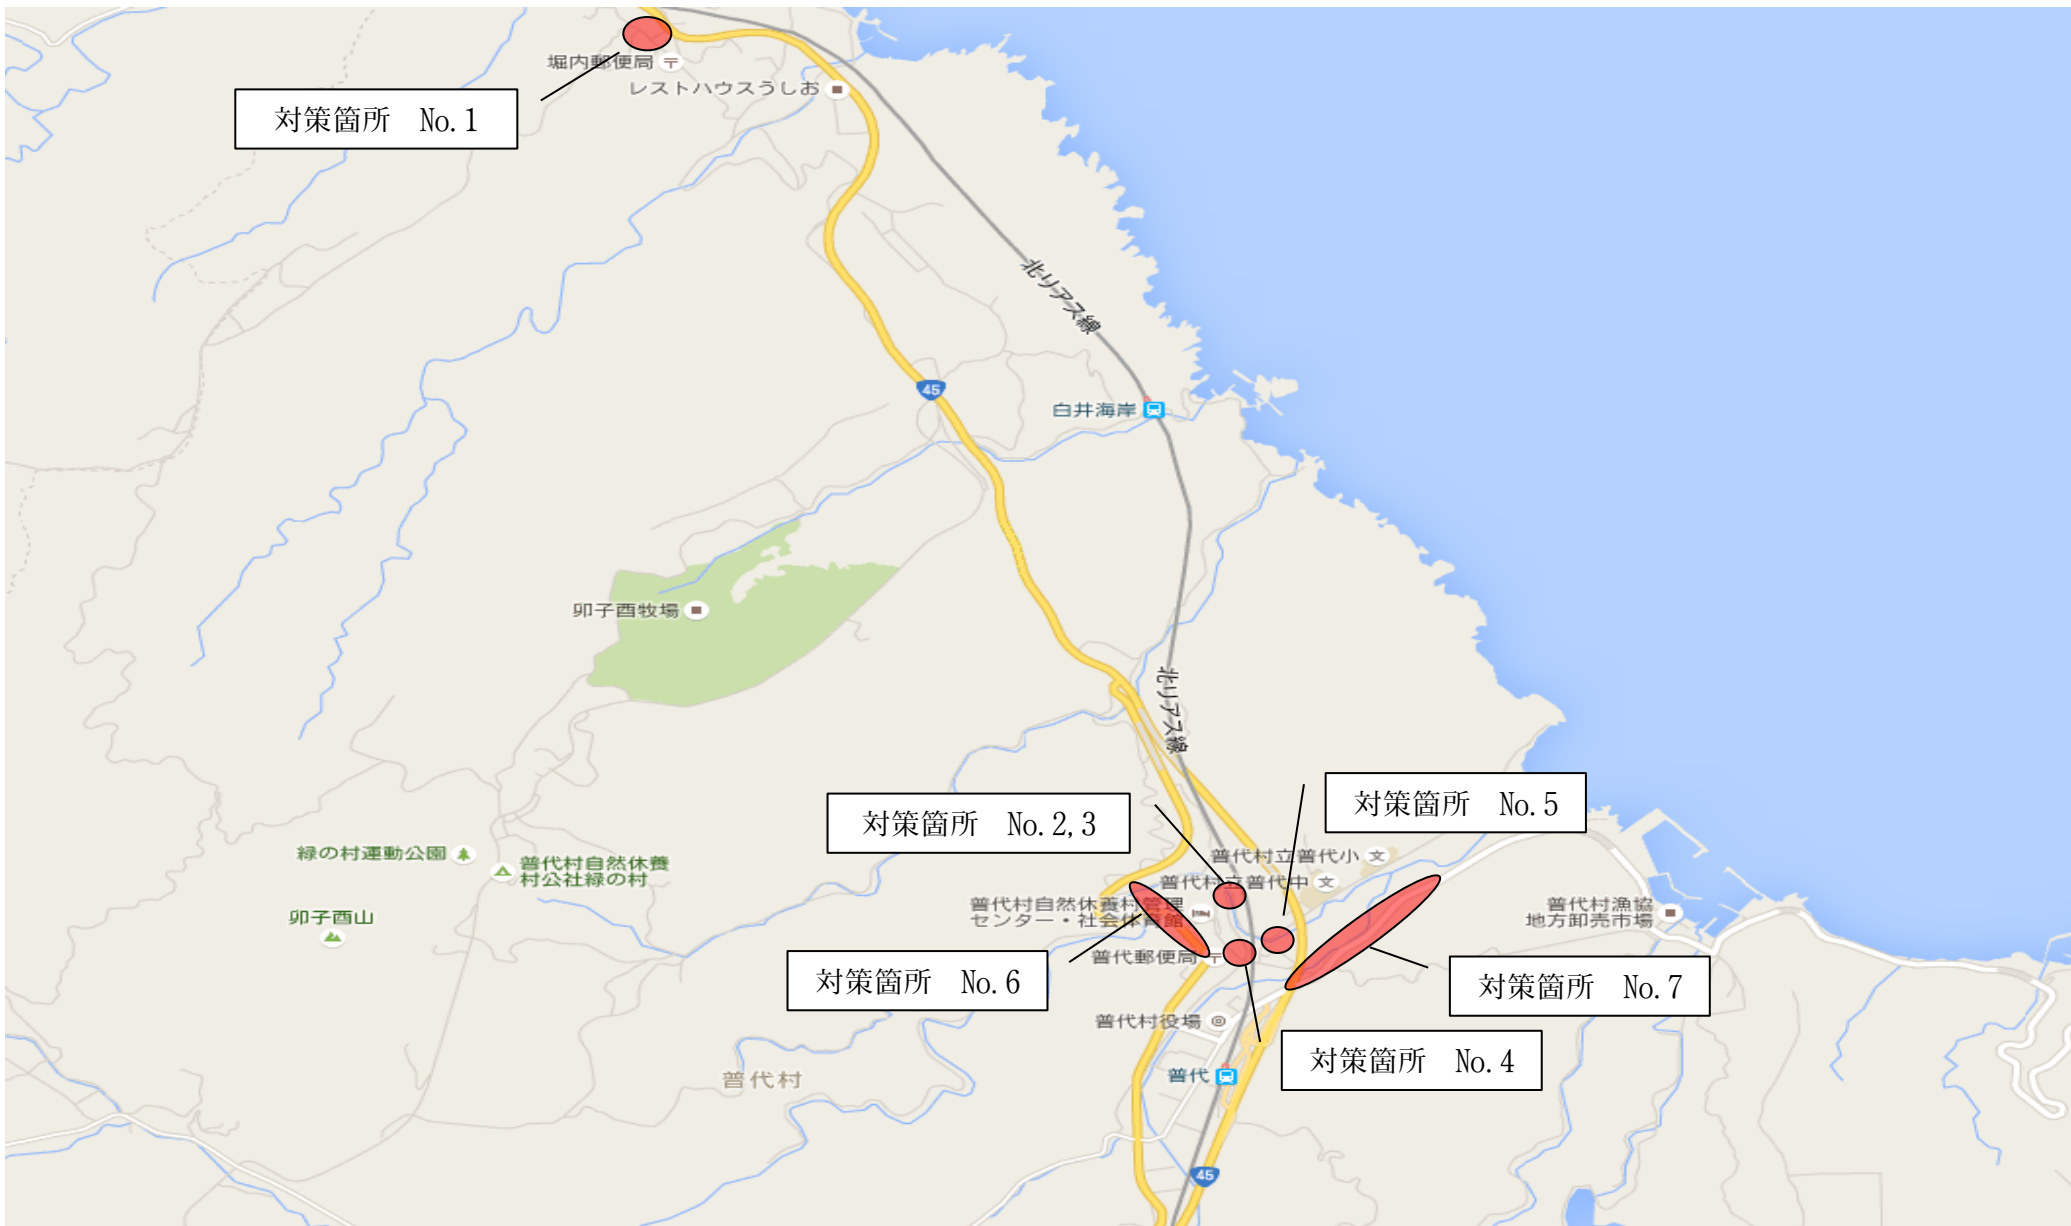 堀内郵便局
レストハウスうしお
対策箇所　No.1
北リアス線
45
白井海岸
卯子酉牧場
北リアス線
対策箇所　No.2,3
対策箇所　No.5
緑の村運動公園
普代村自然休養
村公社緑の村
普代村立普代小
文
普代村立普代中
文
卯子酉山
普代村自然休養村管理
センター・社会体育館
普代村漁協
地方卸売市場
普代郵便局
対策箇所　No.6
対策箇所　No.7
普代村役場
対策箇所　No.4
普代
普代村
45